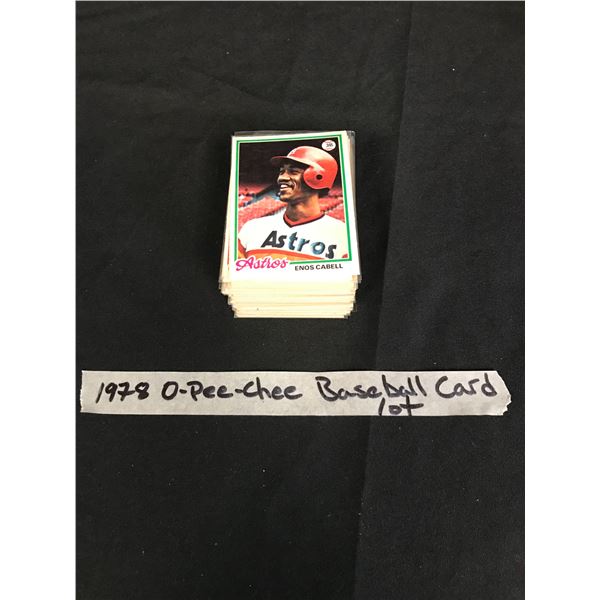 Astros
Astros
ENOS CABELL
1978 O-Pee-Chee Baseball Card
lot